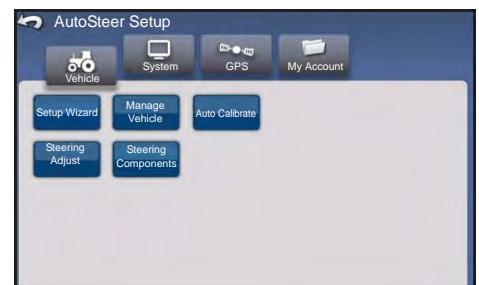 AutoSteer Setup
Vehicle
System
GPS
My Account
Setup Wizard
Manage
Vehicle
Auto Calibrate
Steering
Adjust
Steering
Components